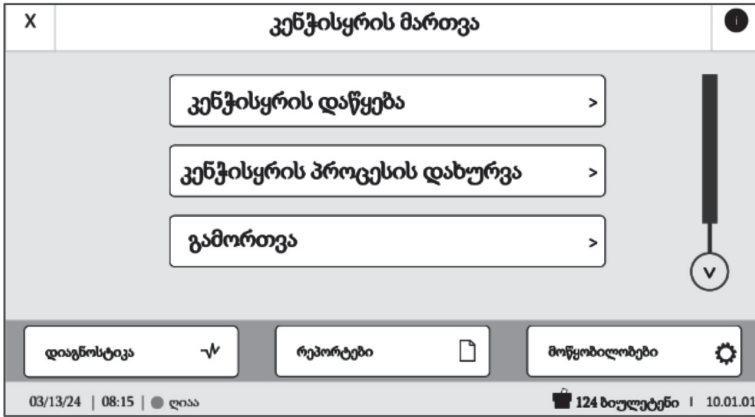 X კენჭისყრის მართვა i
კენჭისყრის დაწყება >
კენჭისყრის პროცესის დახურვა >
გამორთვა >
დიაგნოსტიკა რეპორტები მოწყობილობები
03/13/24 | 08:15 | ღიაა 124 ბიულეტენი | 10.01.01